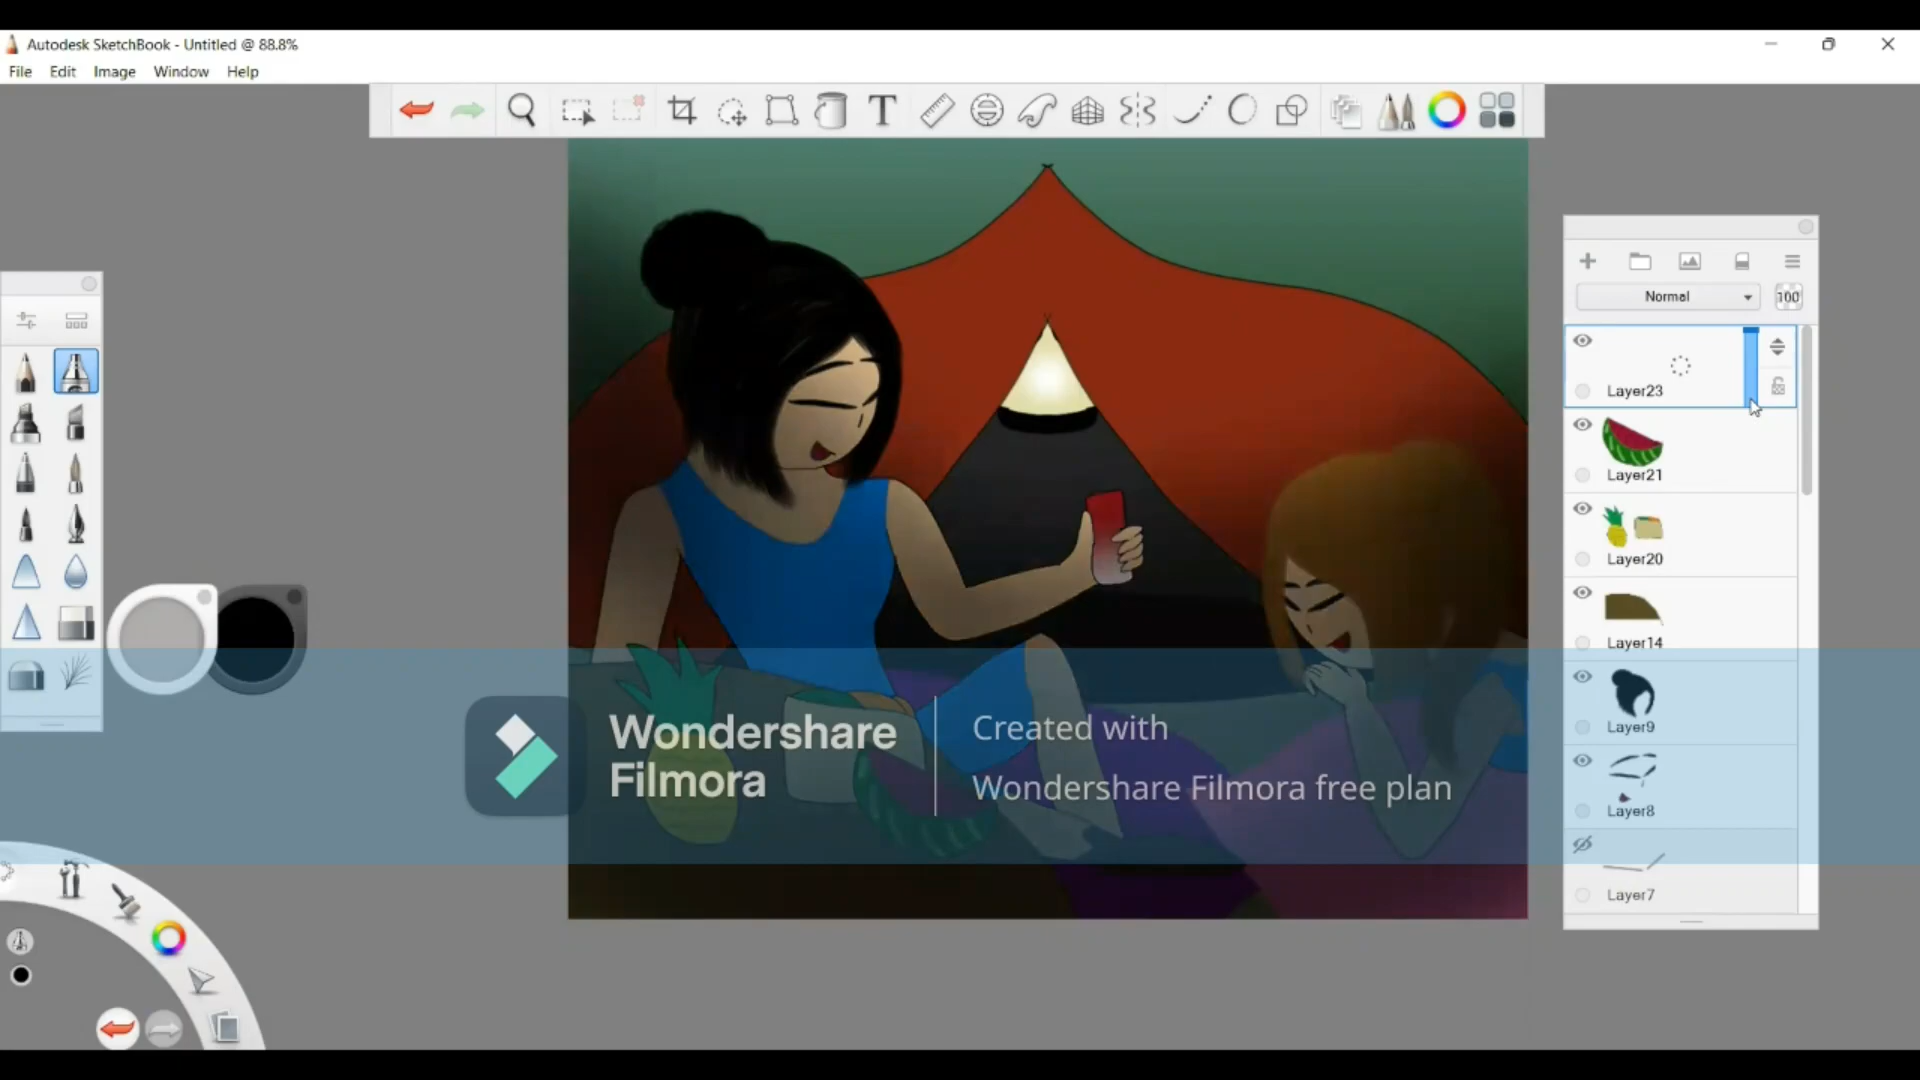 Autodesk SketchBook - Untitled @ 88.8%
File Edit Image Window Help
T
Normal 100
Layer23
Layer21
Layer20
Layer14
Layer9
Layer8
Layer7
Wondershare
Filmora
Created with
Wondershare Filmora free plan